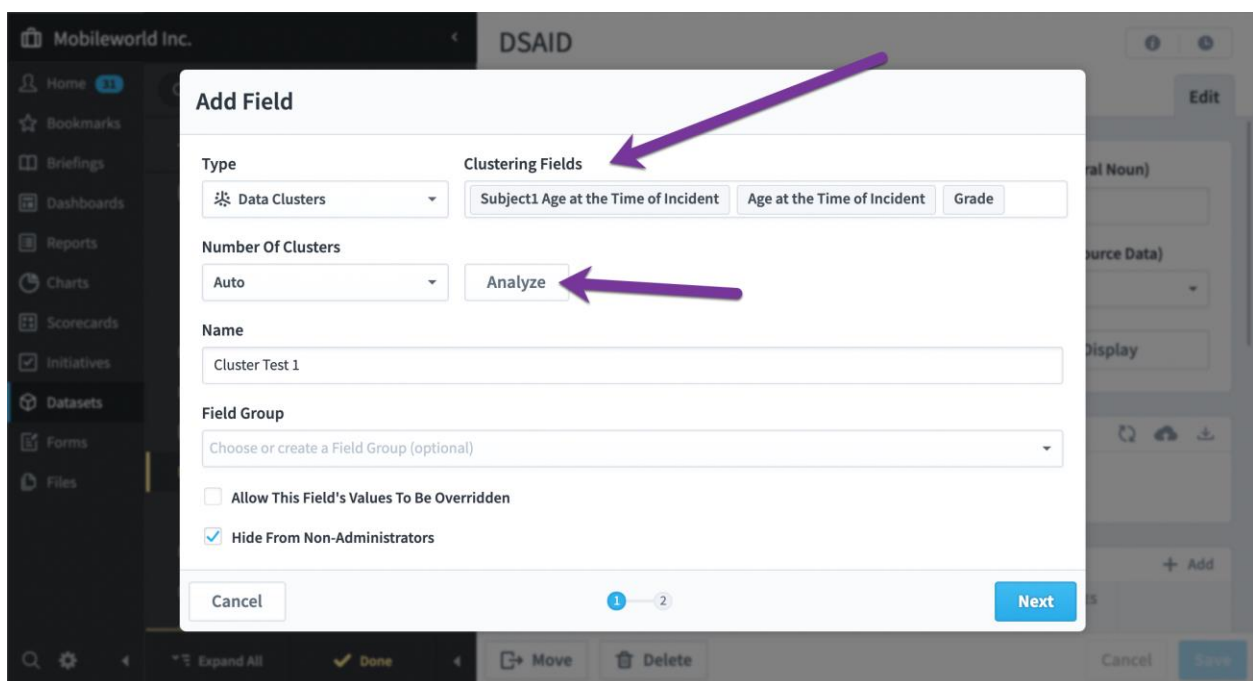 Mobileworld Inc.
DSAID
Home 31
Bookmarks
Briefings
Dashboards
Reports
Charts
Scorecards
Initiatives
Datasets
Forms
Files
Edit
Add Field
Type
Clustering Fields
Data Clusters
Subject1 Age at the Time of Incident
Age at the Time of Incident
Grade
Number Of Clusters
Auto
Analyze
Name
Cluster Test 1
Field Group
Choose or create a Field Group (optional)
Allow This Field's Values To Be Overridden
Hide From Non-Administrators
Cancel
1
2
Next
ral Noun)
ource Data)
Display
+ Add
Expand All
Done
Move
Delete
Cancel
Save